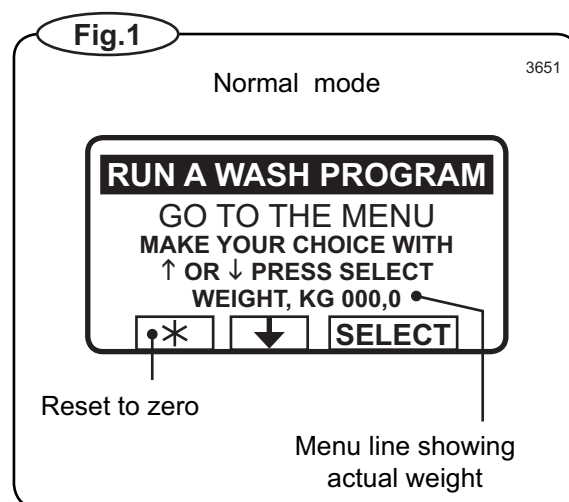 Fig.1
3651
Normal mode
RUN A WASH PROGRAM
GO TO THE MENU
MAKE YOUR CHOICE WITH
↑ OR ↓ PRESS SELECT
WEIGHT, KG 000,0
* ↓ SELECT
Reset to zero
Menu line showing
actual weight